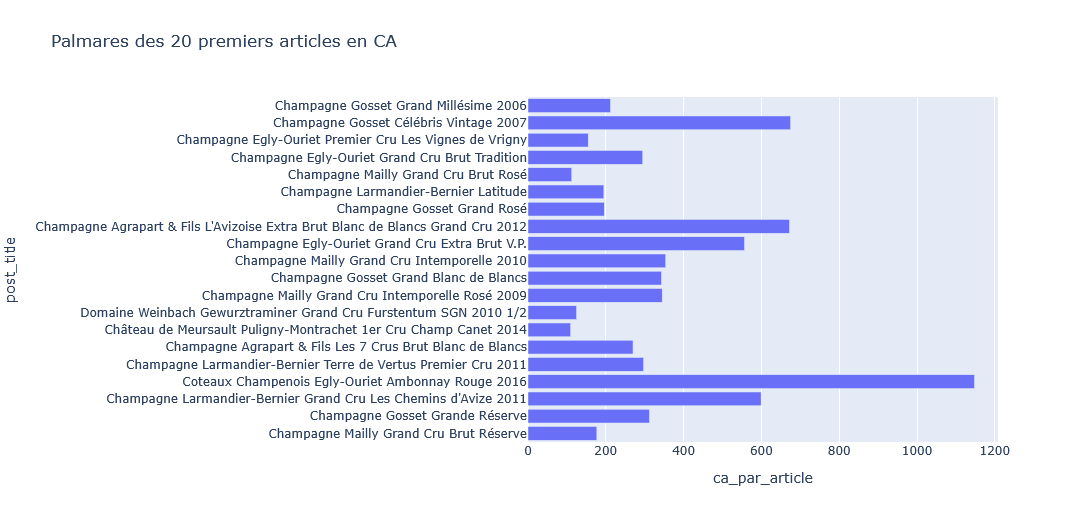 Palmares des 20 premiers articles en CA
post_title
Champagne Gosset Grand Millésime 2006
Champagne Gosset Célébris Vintage 2007
Champagne Egly-Ouriet Premier Cru Les Vignes de Vrigny
Champagne Egly-Ouriet Grand Cru Brut Tradition
Champagne Mailly Grand Cru Brut Rosé
Champagne Larmandier-Bernier Latitude
Champagne Gosset Grand Rosé
Champagne Agrapart & Fils L'Avizoise Extra Brut Blanc de Blancs Grand Cru 2012
Champagne Egly-Ouriet Grand Cru Extra Brut V.P.
Champagne Mailly Grand Cru Intemporelle 2010
Champagne Gosset Grand Blanc de Blancs
Champagne Mailly Grand Cru Intemporelle Rosé 2009
Domaine Weinbach Gewurztraminer Grand Cru Furstentum SGN 2010 1/2
Château de Meursault Puligny-Montrachet 1er Cru Champ Canet 2014
Champagne Agrapart & Fils Les 7 Crus Brut Blanc de Blancs
Champagne Larmandier-Bernier Terre de Vertus Premier Cru 2011
Coteaux Champenois Egly-Ouriet Ambonnay Rouge 2016
Champagne Larmandier-Bernier Grand Cru Les Chemins d'Avize 2011
Champagne Gosset Grande Réserve
Champagne Mailly Grand Cru Brut Réserve
0 200 400 600 800 1000 1200
ca_par_article